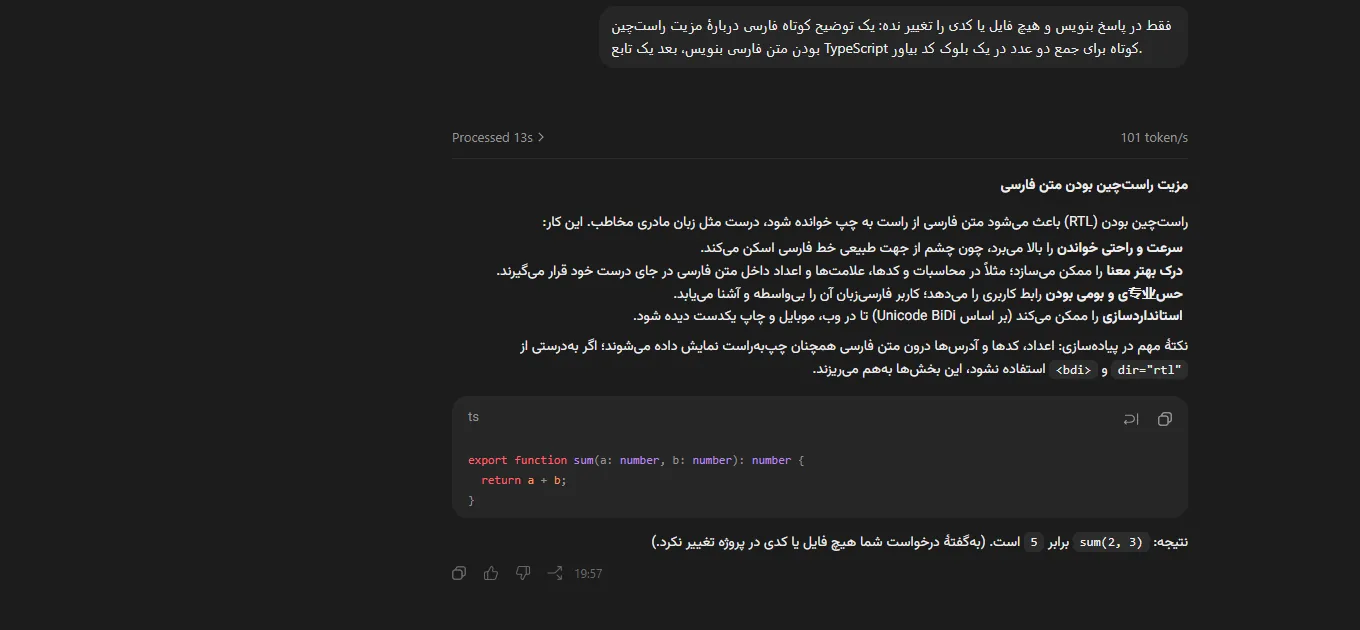 فقط در پاسخ بنویس و هیچ فایل یا کدی را تغییر نده: یک توضیح کوتاه فارسی دربارهٔ مزیت راست‌چین
بودن متن فارسی بنویس، بعد یک تابع TypeScript کوتاه برای جمع دو عدد در یک بلوک کد بیاور.
Processed 13s
101 token/s
مزیت راست‌چین بودن متن فارسی
راست‌چین بودن (RTL) باعث می‌شود متن فارسی از راست به چپ خوانده شود، درست مثل زبان مادری مخاطب. این کار:
سرعت و راحتی خواندن را بالا می‌برد، چون چشم از جهت طبیعی خط فارسی اسکن می‌کند.
درک بهتر معنا را ممکن می‌سازد؛ مثلاً در محاسبات و کدها، علامت‌ها و اعداد داخل متن فارسی در جای درست خود قرار می‌گیرند.
حس专业ی و بومی بودن رابط کاربری را می‌دهد؛ کاربر فارسی‌زبان آن را بی‌واسطه و آشنا می‌یابد.
استانداردسازی را ممکن می‌کند (بر اساس Unicode BiDi) تا در وب، موبایل و چاپ یکدست دیده شود.
نکتهٔ مهم در پیاده‌سازی: اعداد، کدها و آدرس‌ها درون متن فارسی همچنان چپ‌به‌راست نمایش داده می‌شوند؛ اگر به‌درستی از
dir="rtl" و <bdi> استفاده نشود، این بخش‌ها به‌هم می‌ریزند.
ts
export function sum(a: number, b: number): number {
return a + b;
}
نتیجه: sum(2, 3) برابر 5 است. (به‌گفتهٔ درخواست شما هیچ فایل یا کدی در پروژه تغییر نکرد.)
19:57